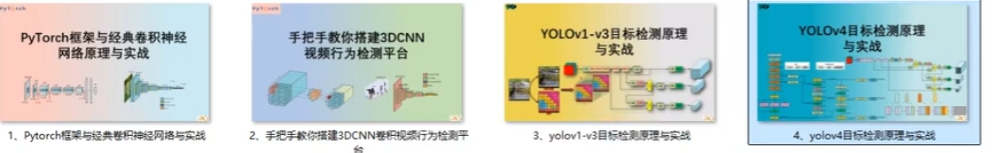 PyTorch
PyTorch框架与经典卷积神经
网络原理与实战
1、Pytorch框架与经典卷积神经网络与实战
PyTorch
手把手教你搭建3DCNN
视频行为检测平台
2、手把手教你搭建3DCNN卷积视频行为检测平
台
YOLOv1-v3目标检测原理
与实战
3、yolov1-v3目标检测原理与实战
YOLOv4目标检测原理
与实战
4、yolov4目标检测原理与实战